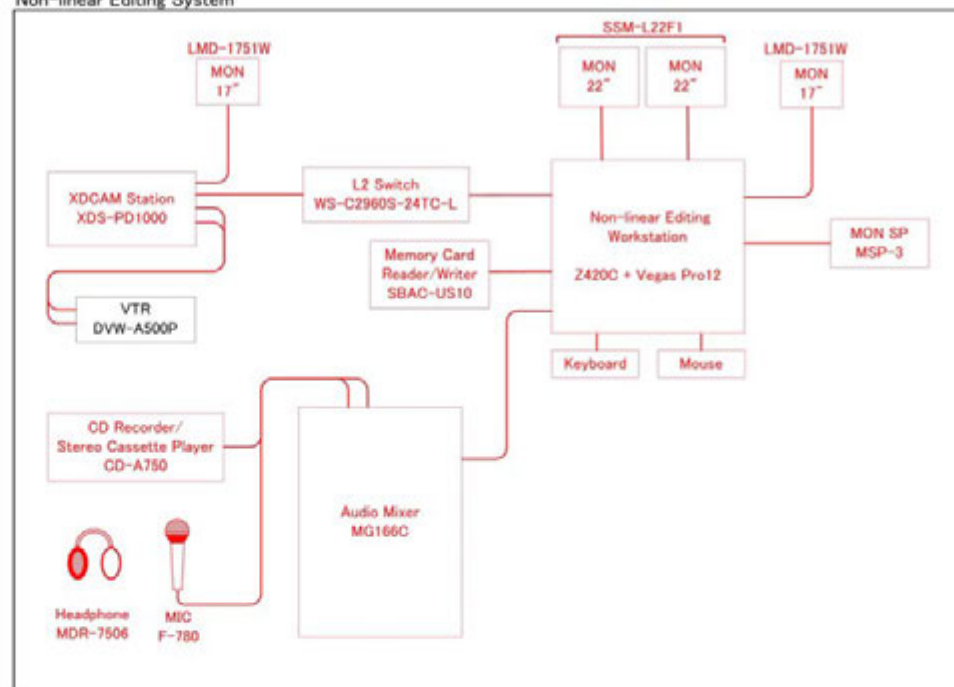 Non-linear Editing System
SSM-L22F1
LMD-1751W
LMD-1751W
MON
17"
MON
22"
MON
22"
MON
17"
XDCAM Station
XDS-PD1000
L2 Switch
WS-C2960S-24TC-L
Non-linear Editing
Workstation
Z420C + Vegas Pro12
MON SP
MSP-3
Memory Card
Reader/Writer
SBAC-US10
VTR
DVW-A500P
Keyboard
Mouse
CD Recorder/
Stereo Cassette Player
CD-A750
Audio Mixer
MG166C
Headphone
MDR-7506
MIC
F-780